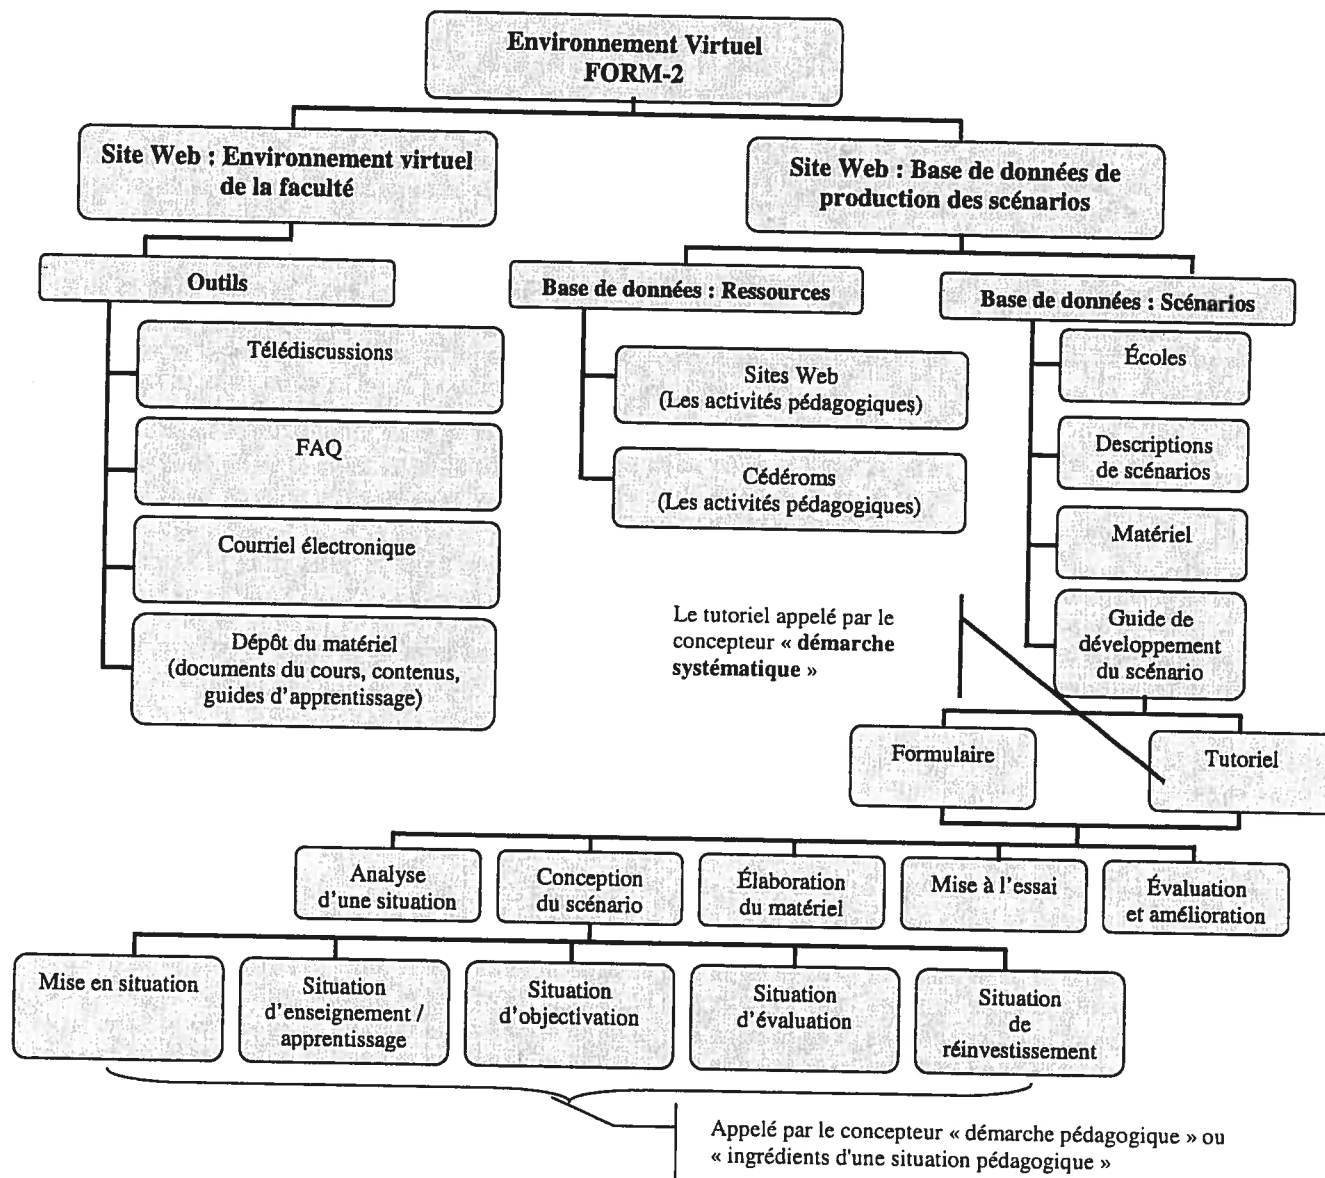 Environnement Virtuel
FORM-2
Site Web : Environnement virtuel
de la faculté
Site Web : Base de données de
production des scénarios
Outils
Base de données : Ressources
Base de données : Scénarios
Télédiscussions
FAQ
Courriel électronique
Dépôt du matériel
(documents du cours, contenus,
guides d'apprentissage)
Sites Web
(Les activités pédagogiques)
Cédéroms
(Les activités pédagogiques)
Écoles
Descriptions
de scénarios
Matériel
Guide de
développement
du scénario
Le tutoriel appelé par le
concepteur « démarche
systématique »
Formulaire
Tutoriel
Analyse
d'une situation
Conception
du scénario
Élaboration
du matériel
Mise à l'essai
Évaluation
et amélioration
Mise en situation
Situation
d'enseignement /
apprentissage
Situation
d'objectivation
Situation
d'évaluation
Situation
de
réinvestissement
Appelé par le concepteur « démarche pédagogique » ou
« ingrédients d'une situation pédagogique »